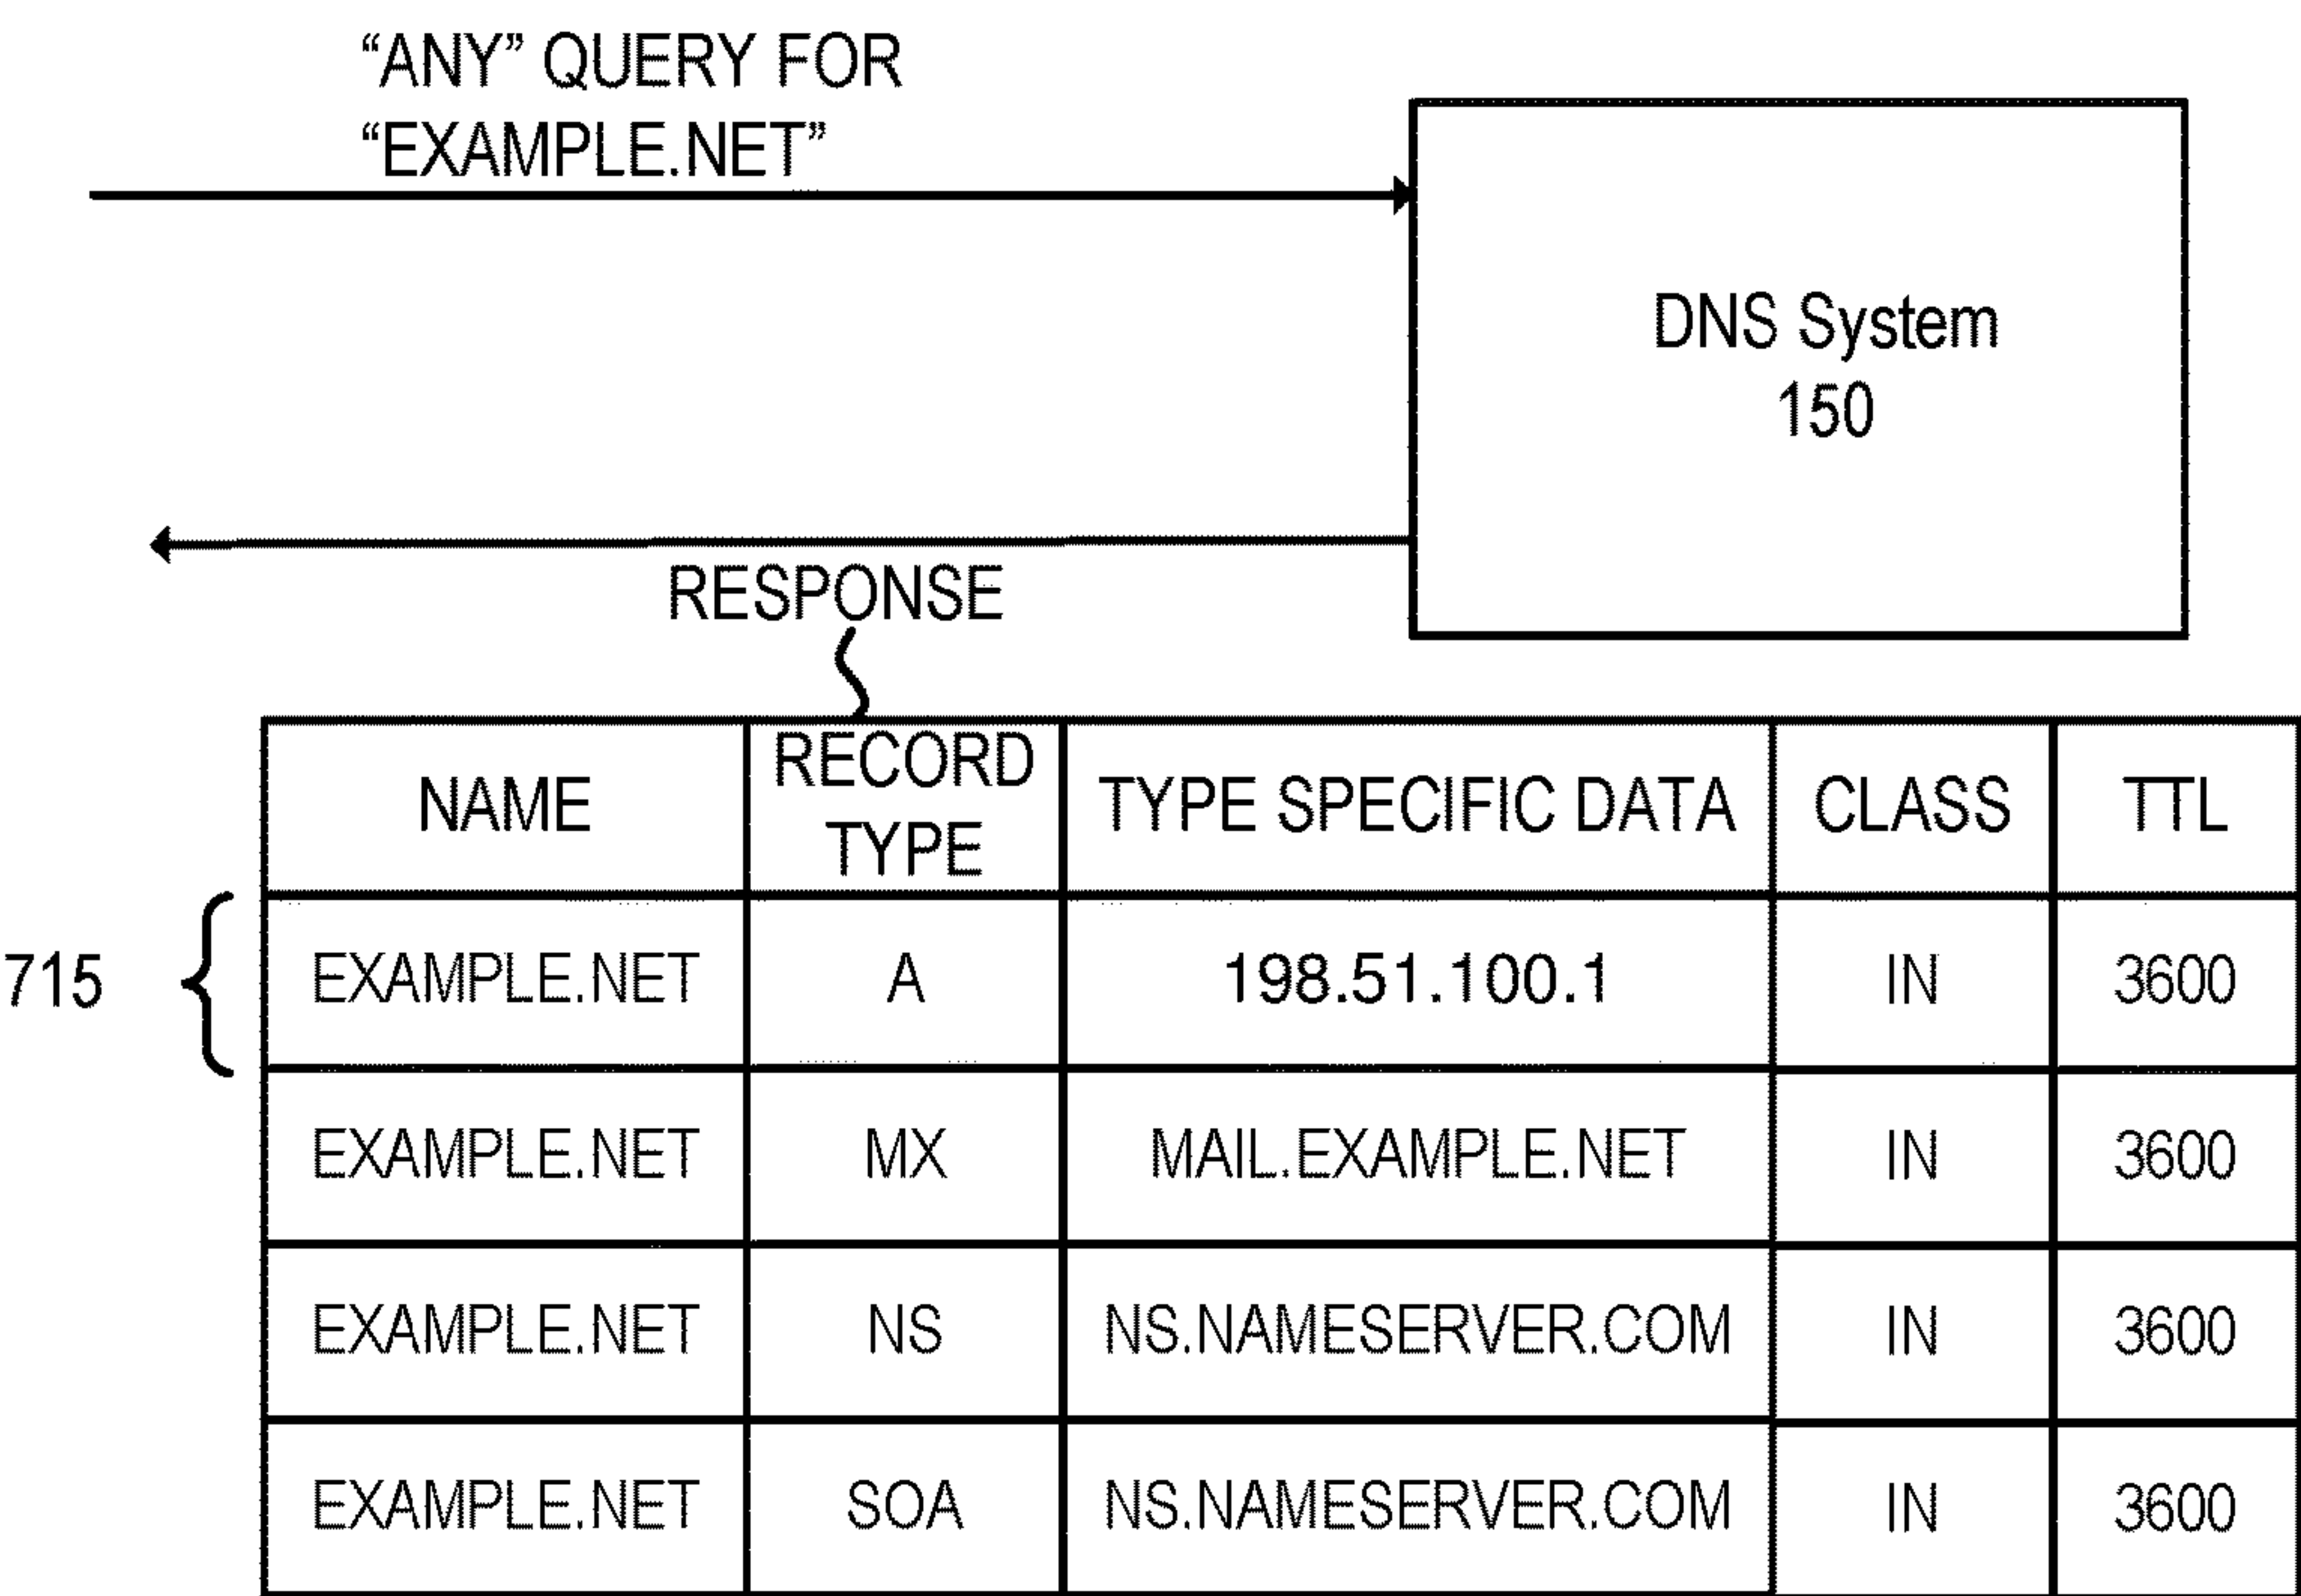 “ANY” QUERY FOR
“EXAMPLE.NET”
DNS System
150
RESPONSE
NAME RECORD TYPE TYPE SPECIFIC DATA CLASS TTL
715 EXAMPLE.NET A 198.51.100.1 IN 3600
EXAMPLE.NET MX MAIL.EXAMPLE.NET IN 3600
EXAMPLE.NET NS NS.NAMESERVER.COM IN 3600
EXAMPLE.NET SOA NS.NAMESERVER.COM IN 3600